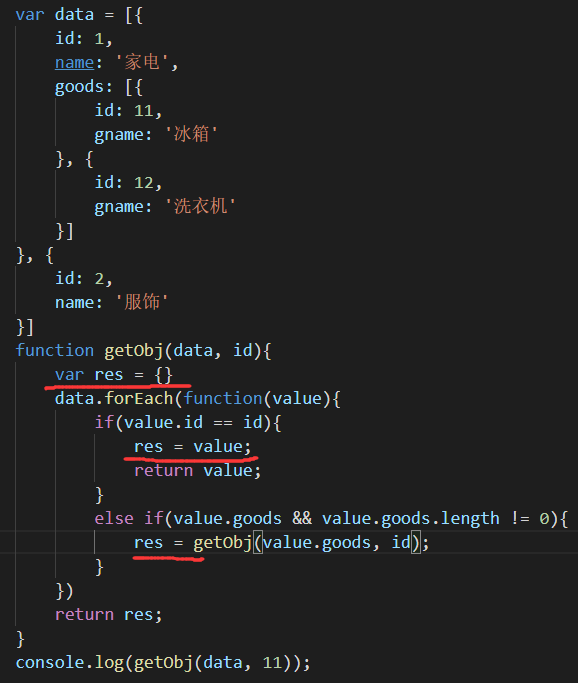 var data = [{
    id: 1,
    name: '家电',
    goods: [{
        id: 11,
        gname: '冰箱'
    }, {
        id: 12,
        gname: '洗衣机'
    }]
}, {
    id: 2,
    name: '服饰'
}]
function getObj(data, id){
    var res = {}
    data.forEach(function(value){
        if(value.id == id){
            res = value;
            return value;
        }
        else if(value.goods && value.goods.length != 0){
            res = getObj(value.goods, id);
        }
    })
    return res;
}
console.log(getObj(data, 11));